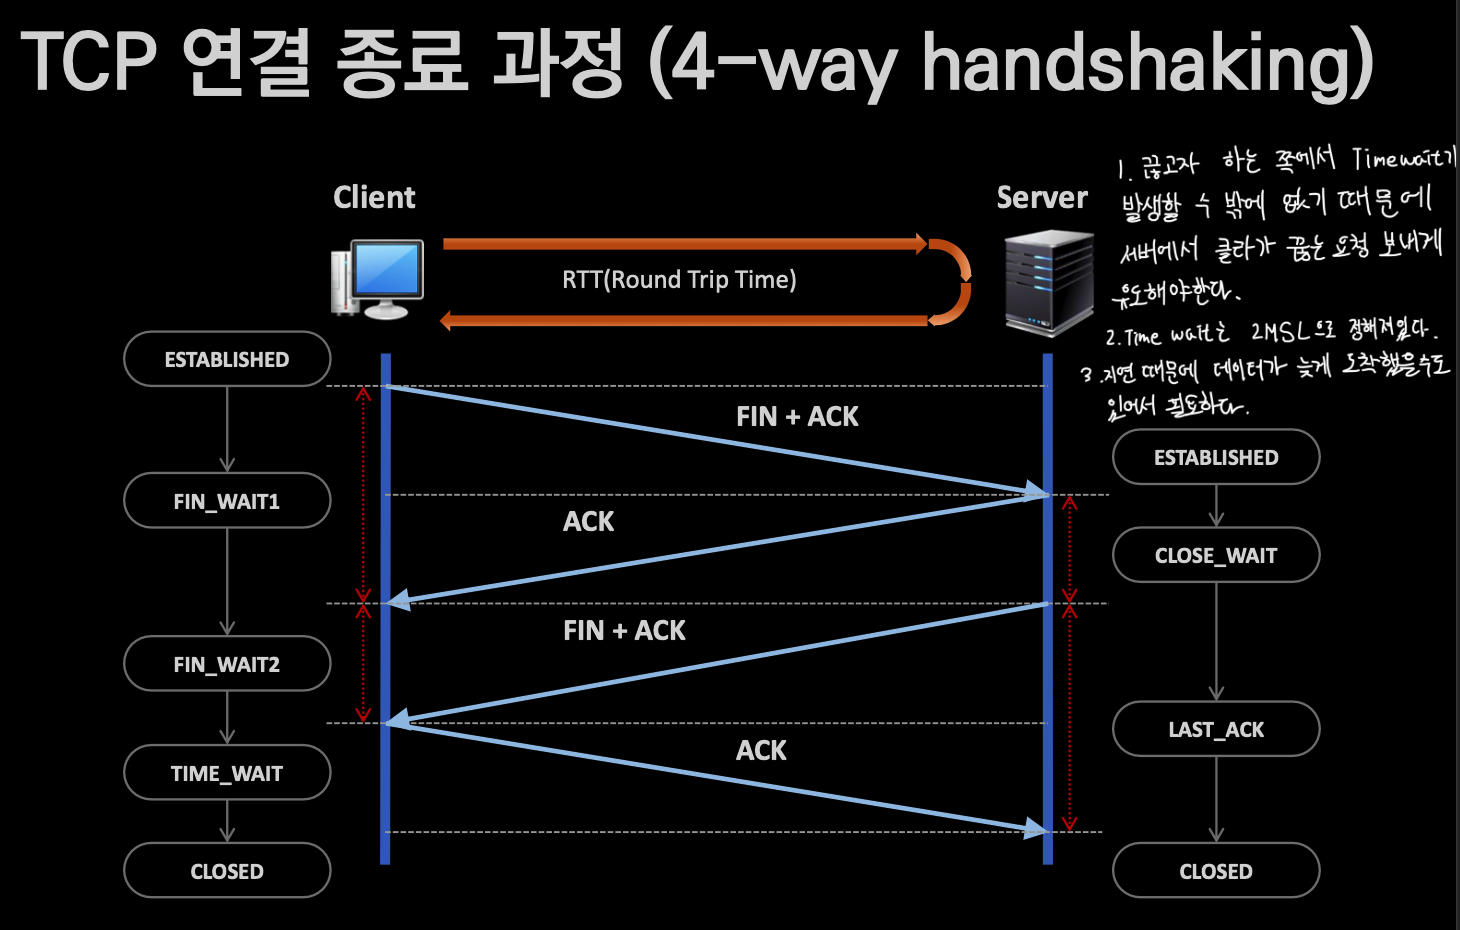 TCP 연결 종료 과정 (4-way handshaking)
Client
Server
RTT(Round Trip Time)
1. 끊고자 하는 쪽에서 Timewait가
발생할 수 밖에 없기 때문에
서버에서 클라가 끊는 요청 보내게
유도해야한다.
2. Time wait는 2MSL으로 정해져있다.
3. 지연 때문에 데이터가 늦게 도착했을수도
있어서 필요하다.
ESTABLISHED
FIN + ACK
ESTABLISHED
FIN_WAIT1
ACK
CLOSE_WAIT
FIN + ACK
FIN_WAIT2
LAST_ACK
ACK
TIME_WAIT
CLOSED
CLOSED